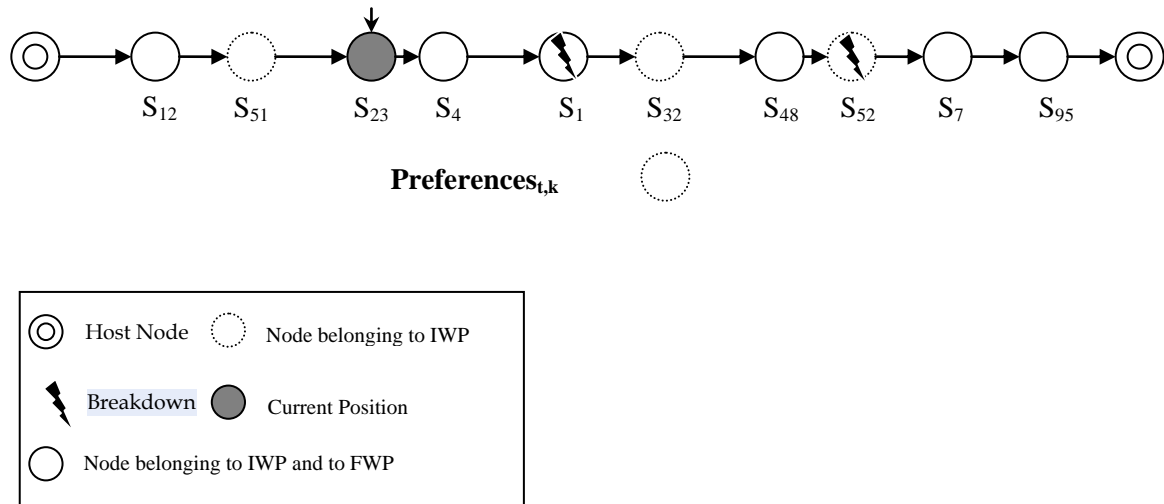 S12 S51 S23 S4 S1 S32 S48 S52 S7 S95
Preferencest,k
Host Node Node belonging to IWP
Breakdown Current Position
Node belonging to IWP and to FWP